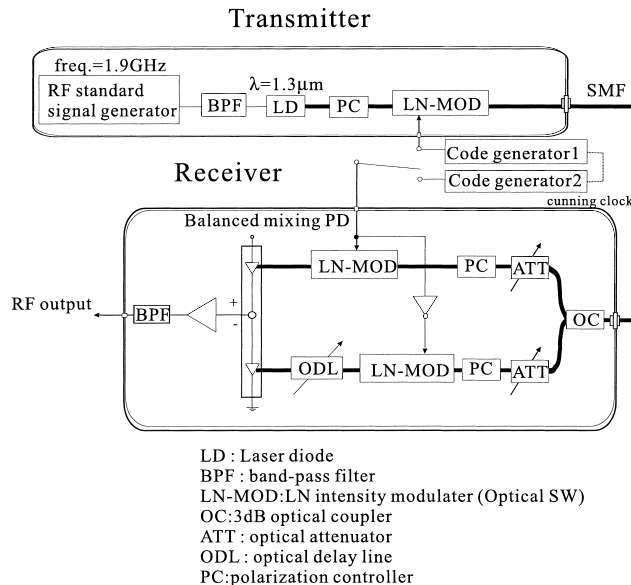 Transmitter
freq.=1.9GHz
RF standard
signal generator
BPF
λ=1.3μm
LD
PC
LN-MOD
SMF
Code generator1
Code generator2
cunning clock
Receiver
Balanced mixing PD
LN-MOD
PC
ATT
RF output
BPF
+
-
OC
ODL
LN-MOD
PC
ATT
LD : Laser diode
BPF : band-pass filter
LN-MOD:LN intensity modulater (Optical SW)
OC:3dB optical coupler
ATT : optical attenuator
ODL : optical delay line
PC:polarization controller